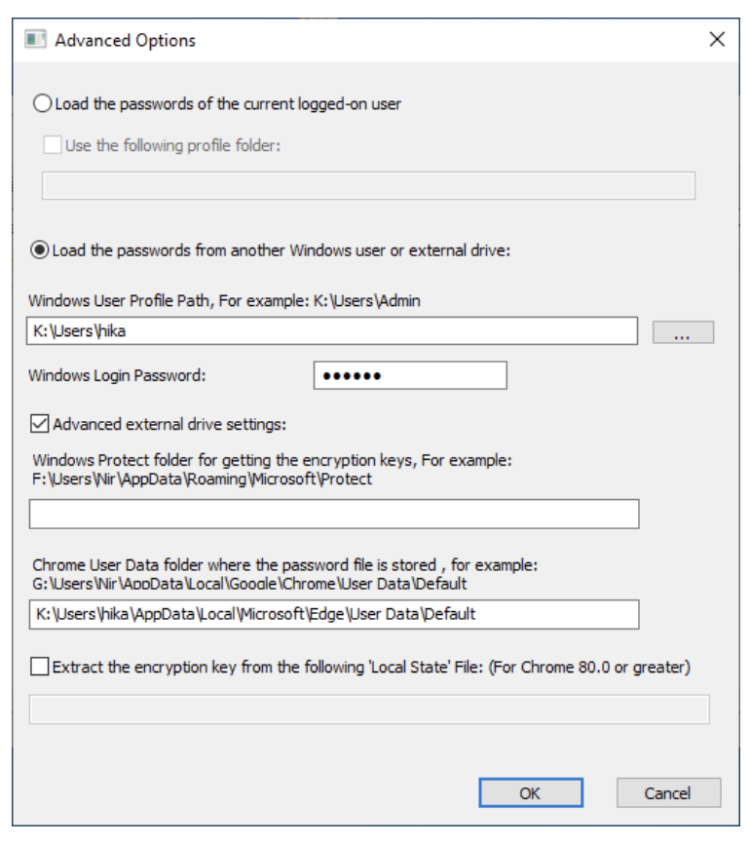 Advanced Options
Load the passwords of the current logged-on user
Use the following profile folder:
Load the passwords from another Windows user or external drive:
Windows User Profile Path, For example: K:\Users\Admin
K:\Users\hika
...
Windows Login Password:
●●●●●●
Advanced external drive settings:
Windows Protect folder for getting the encryption keys, For example:
F:\Users\Nir\AppData\Roaming\Microsoft\Protect
Chrome User Data folder where the password file is stored , for example:
G:\Users\Nir\AppData\Local\Google\Chrome\User Data\Default
K:\Users\hika\AppData\Local\Microsoft\Edge\User Data\Default
Extract the encryption key from the following 'Local State' File: (For Chrome 80.0 or greater)
OK
Cancel